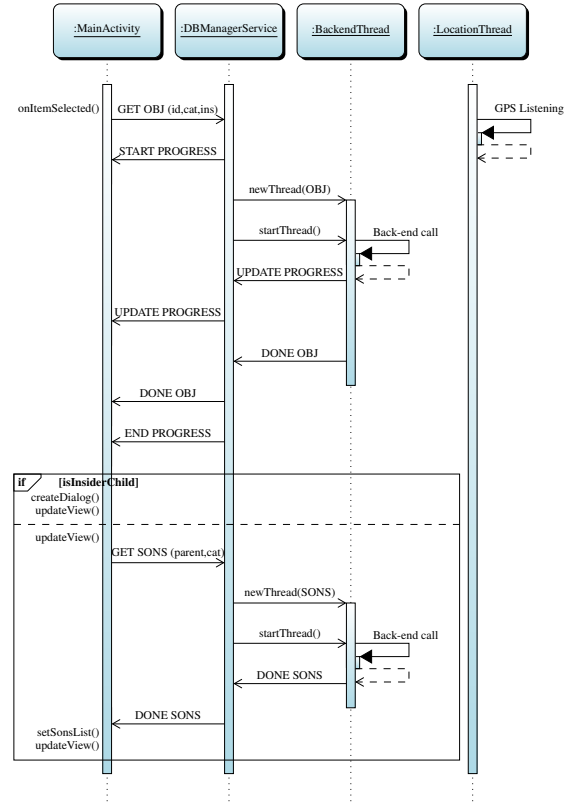 :MainActivity
:DBManagerService
:BackendThread
:LocationThread
onItemSelected()
GET OBJ (id,cat,ins)
GPS Listening
START PROGRESS
newThread(OBJ)
startThread()
Back-end call
UPDATE PROGRESS
UPDATE PROGRESS
DONE OBJ
DONE OBJ
END PROGRESS
if
[isInsiderChild]
createDialog()
updateView()
updateView()
GET SONS (parent,cat)
newThread(SONS)
startThread()
Back-end call
DONE SONS
DONE SONS
setSonsList()
updateView()